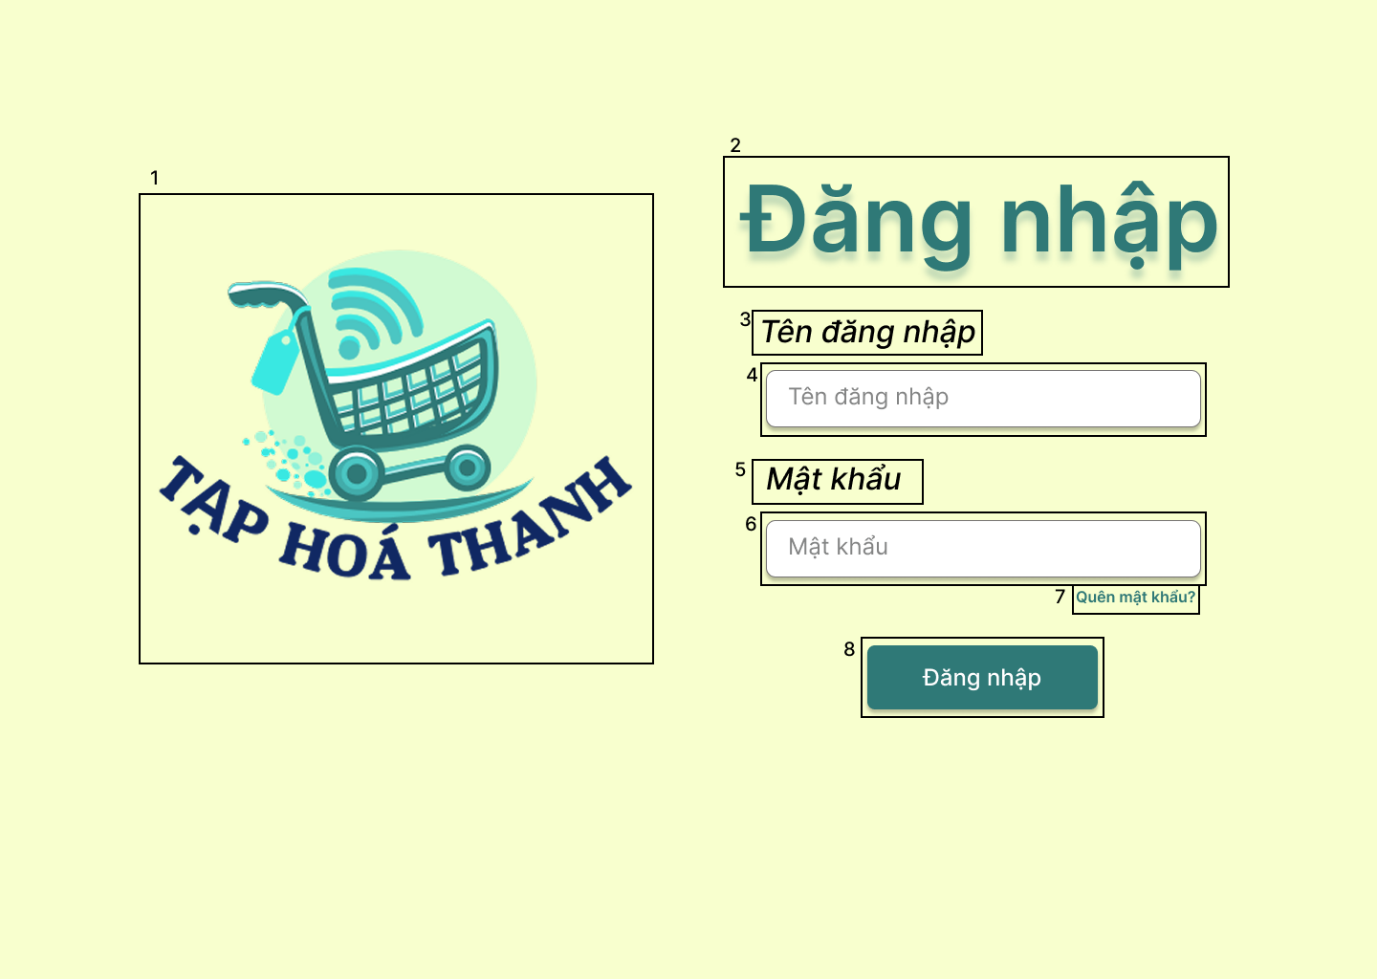 1
TẠP HOÁ THANH
2
Đăng nhập
3
Tên đăng nhập
4
Tên đăng nhập
5
Mật khẩu
6
Mật khẩu
7
Quên mật khẩu?
8
Đăng nhập